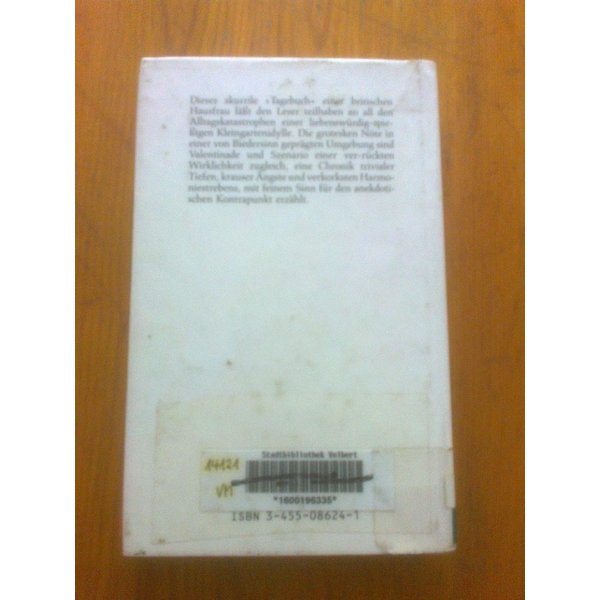 Dieses skurrile »Tagebuch« einer britischen
Hausfrau läßt den Leser teilhaben an all den
Alltagskatastrophen einer liebenswürdig-spie-
ßigen Kleingartenidylle. Die grotesken Nöte in
einer von Biedersinn geprägten Umgebung sind
Valentinade und Szenario einer ver-rückten
Wirklichkeit zugleich, eine Chronik trivialer
Tiefen, krauser Ängste und verkorksten Harmo-
niestrebens, mit feinem Sinn für den anekdoti-
schen Kontrapunkt erzählt.
Stadtbibliothek Velbert
14121
VM
*1600196335*
ISBN 3-455-08624-1